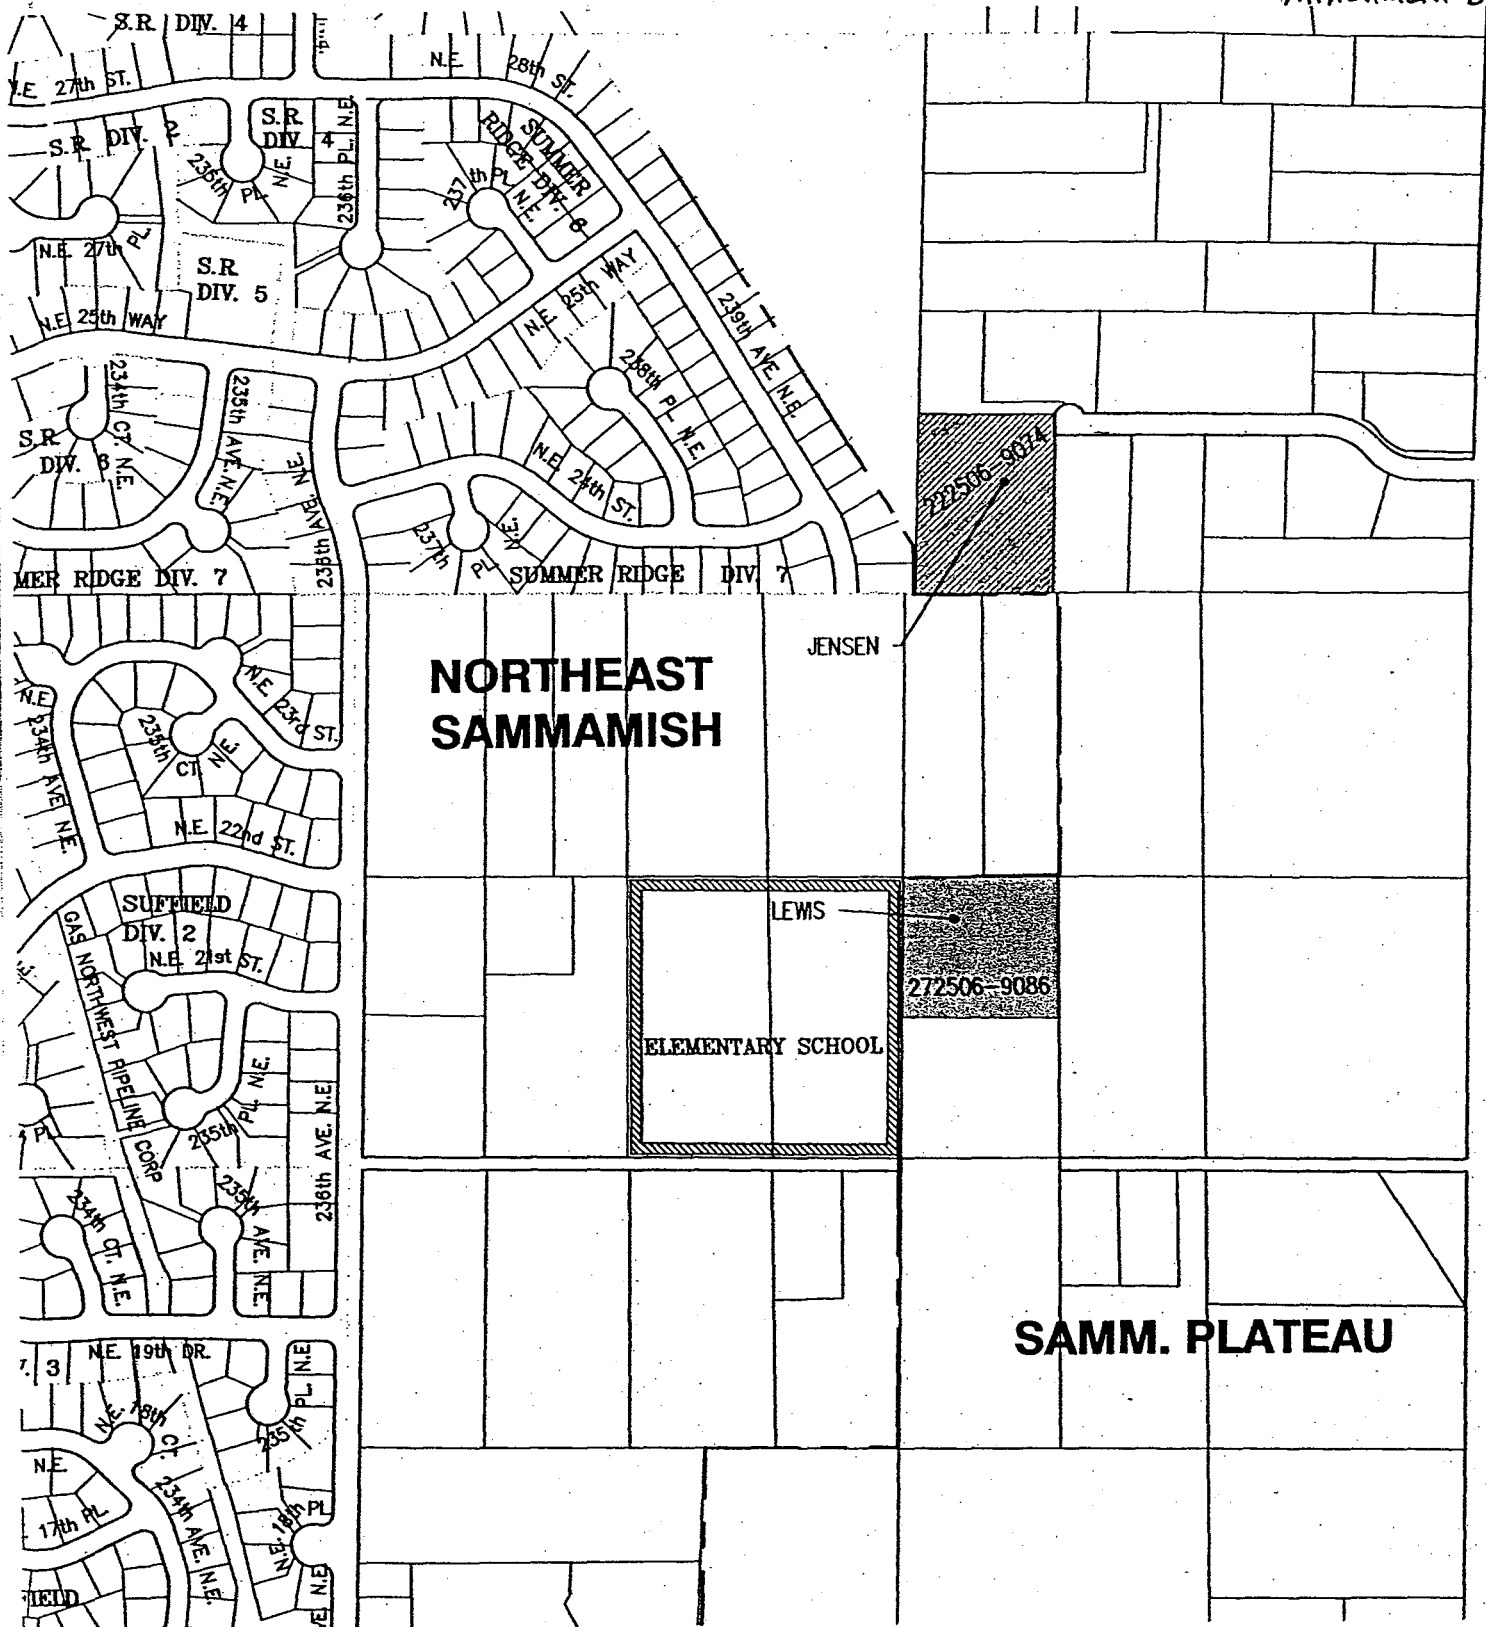 S.R. DIV. 4
N.E.
28th ST.
27th ST.
S.R.
DIV. 4
236th PL. N.E.
SUMMER
RIDGE DIV. 6
S.R. DIV. 2
235th PL N.E.
237th PL N.E.
N.E. 27th PL.
S.R.
DIV. 5
N.E. 25th WAY
N.E. 25th WAY
239th AVE N.E.
234th CT. N.E.
235th AVE. N.E.
238th PL N.E.
S.R.
DIV. 6
N.E. 24th ST.
222506-9074
236th AVE. N.E.
237th PL N.E.
MER RIDGE DIV. 7
SUMMER RIDGE DIV. 7
JENSEN
NORTHEAST
SAMMAMISH
N.E. 23rd ST.
N.E.
234th AVE N.E.
235th CT N.E.
N.E. 22nd ST.
SUFFIELD
DIV. 2
LEWIS
N.E. 21st ST.
272506-9086
GAS NORTHWEST PIPELINE CORP
ELEMENTARY SCHOOL
PL
235th PL N.E.
236th AVE. N.E.
234th CT. N.E.
235th AVE. N.E.
SAMM. PLATEAU
3
N.E. 19th DR.
235th PL. N.E.
N.E. 18th CT.
N.E.
17th PL
234th AVE. N.E.
N.E. 18th PL
IELD
VE. N.E.